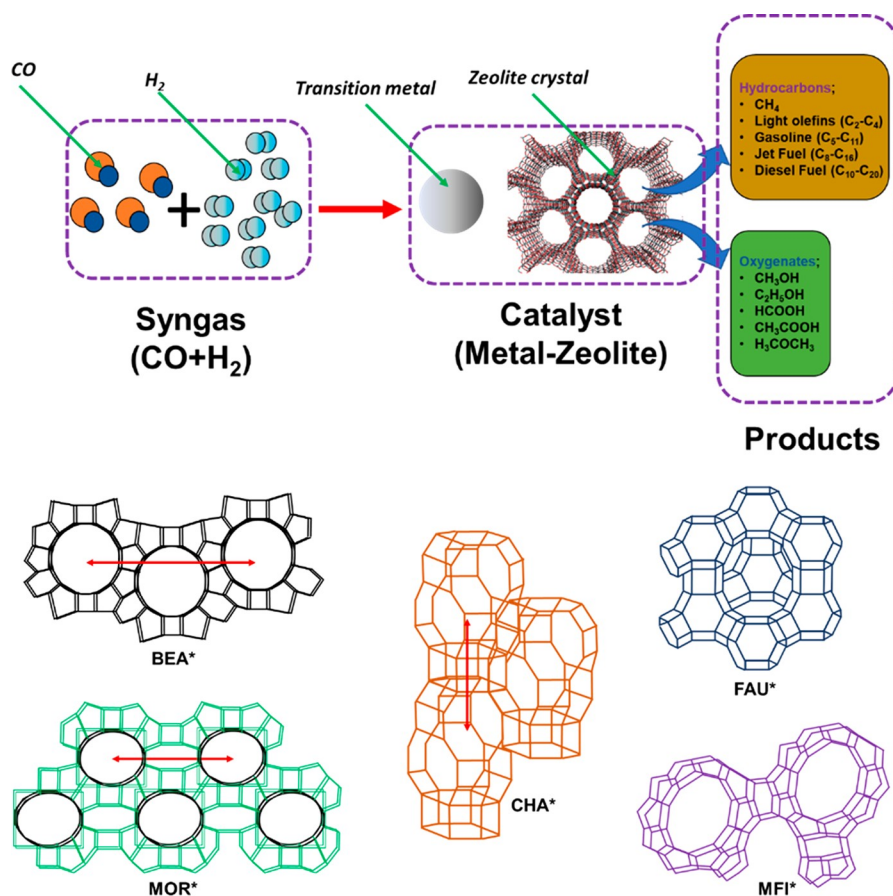 CO
H₂
Transition metal
Zeolite crystal
Hydrocarbons;
• CH₄
• Light olefins (C₂-C₄)
• Gasoline (C₅-C₁₁)
• Jet Fuel (C₈-C₁₆)
• Diesel Fuel (C₁₀-C₂₀)
+
Oxygenates;
• CH₃OH
• C₂H₅OH
• HCOOH
• CH₃COOH
• H₃COCH₃
Syngas
(CO+H₂)
Catalyst
(Metal-Zeolite)
Products
BEA*
MOR*
CHA*
FAU*
MFI*